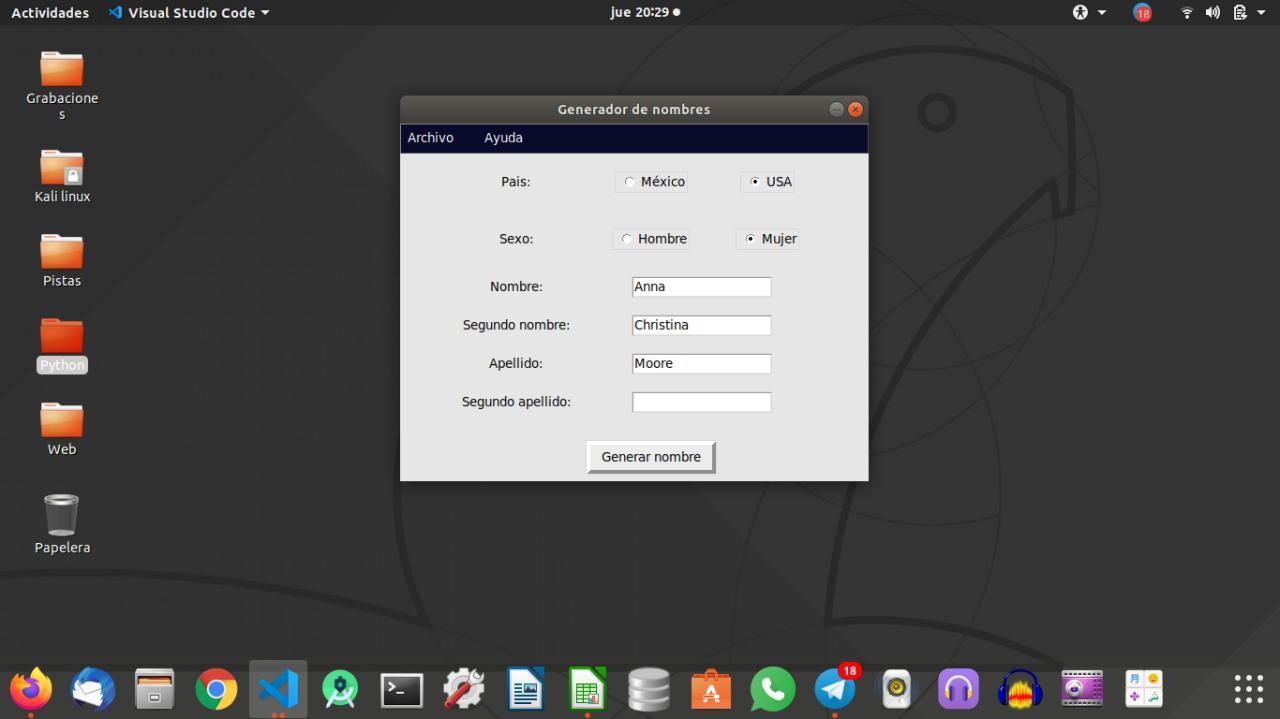 Actividades
Visual Studio Code
jue 20:29
18
Grabacione
s
Kali linux
Pistas
Python
Web
Papelera
Generador de nombres
Archivo Ayuda
Pais: México USA
Sexo: Hombre Mujer
Nombre: Anna
Segundo nombre: Christina
Apellido: Moore
Segundo apellido:
Generar nombre
18